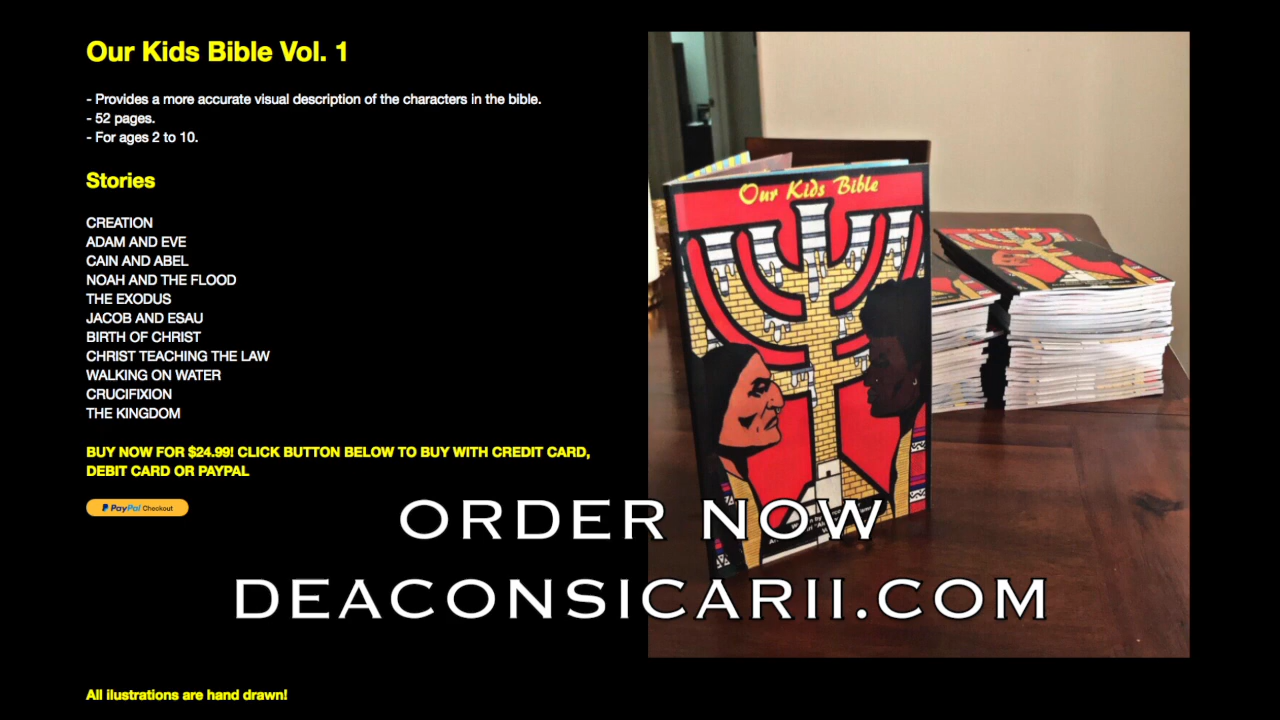 Our Kids Bible Vol. 1
- Provides a more accurate visual description of the characters in the bible.
- 52 pages.
- For ages 2 to 10.
Stories
CREATION
ADAM AND EVE
CAIN AND ABEL
NOAH AND THE FLOOD
THE EXODUS
JACOB AND ESAU
BIRTH OF CHRIST
CHRIST TEACHING THE LAW
WALKING ON WATER
CRUCIFIXION
THE KINGDOM
BUY NOW FOR $24.99! CLICK BUTTON BELOW TO BUY WITH CREDIT CARD,
DEBIT CARD OR PAYPAL
PayPal Checkout
Our Kids Bible
ORDER NOW
DEACONSICARII.COM
All ilustrations are hand drawn!